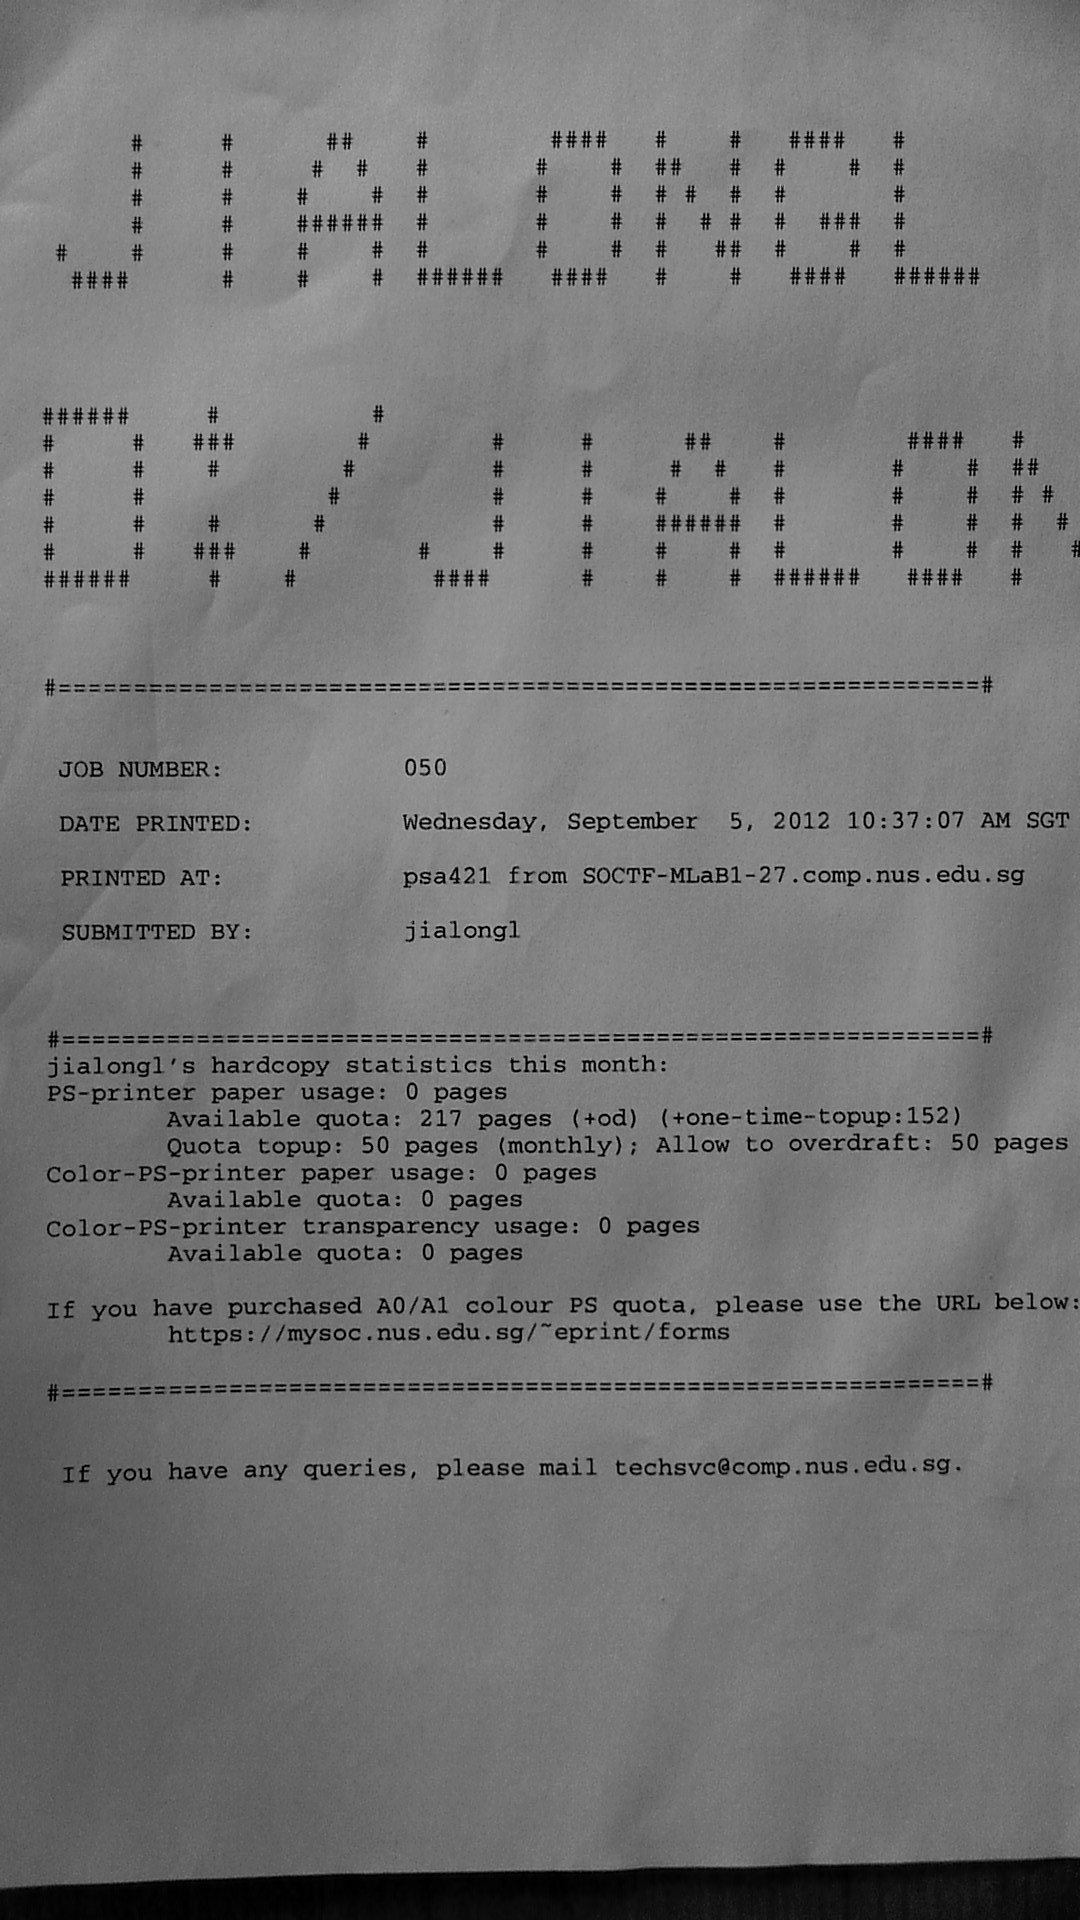 JIALONGL
D:/JIALON
#==============================================================#
JOB NUMBER: 050
DATE PRINTED: Wednesday, September  5, 2012 10:37:07 AM SGT
PRINTED AT: psa421 from SOCTF-MLaB1-27.comp.nus.edu.sg
SUBMITTED BY: jialongl
#==============================================================#
jialongl's hardcopy statistics this month:
PS-printer paper usage: 0 pages
Available quota: 217 pages (+od) (+one-time-topup:152)
Quota topup: 50 pages (monthly); Allow to overdraft: 50 pages
Color-PS-printer paper usage: 0 pages
Available quota: 0 pages
Color-PS-printer transparency usage: 0 pages
Available quota: 0 pages
If you have purchased A0/A1 colour PS quota, please use the URL below:
https://mysoc.nus.edu.sg/~eprint/forms
#==============================================================#
If you have any queries, please mail techsvc@comp.nus.edu.sg.